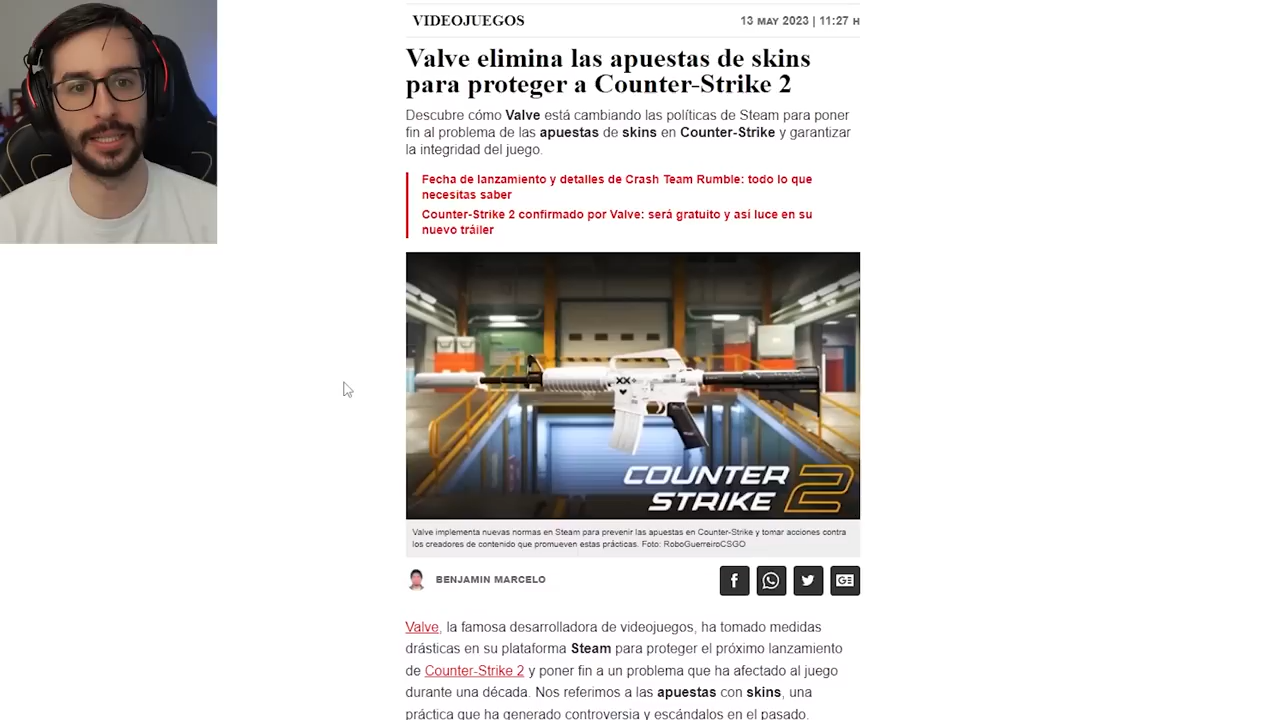 VIDEOJUEGOS
13 MAY 2023 | 11:27 H
Valve elimina las apuestas de skins
para proteger a Counter-Strike 2
Descubre cómo Valve está cambiando las políticas de Steam para poner
fin al problema de las apuestas de skins en Counter-Strike y garantizar
la integridad del juego.
Fecha de lanzamiento y detalles de Crash Team Rumble: todo lo que
necesitas saber
Counter-Strike 2 confirmado por Valve: será gratuito y así luce en su
nuevo tráiler
XX
COUNTER
STRIKE 2
Valve implementa nuevas normas en Steam para prevenir las apuestas en Counter-Strike y tomar acciones contra
los creadores de contenido que promueven estas prácticas. Foto: RoboGuerreiroCSGO
BENJAMIN MARCELO
Valve, la famosa desarrolladora de videojuegos, ha tomado medidas
drásticas en su plataforma Steam para proteger el próximo lanzamiento
de Counter-Strike 2 y poner fin a un problema que ha afectado al juego
durante una década. Nos referimos a las apuestas con skins, una
práctica que ha generado controversia y escándalos en el pasado.